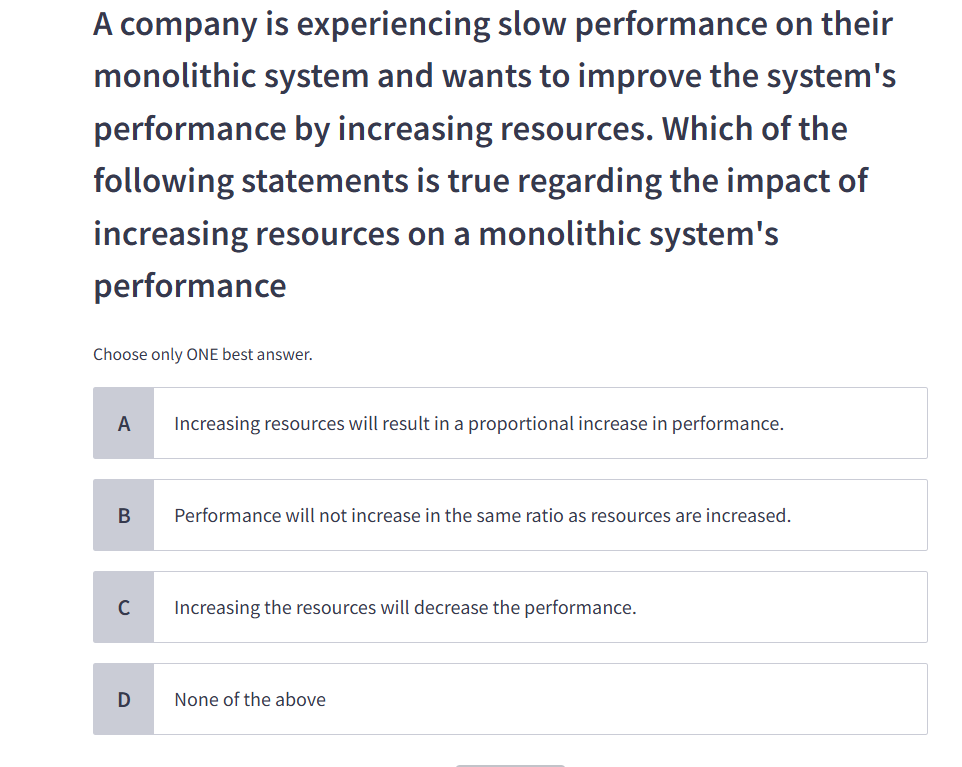 A company is experiencing slow performance on their
monolithic system and wants to improve the system's
performance by increasing resources. Which of the
following statements is true regarding the impact of
increasing resources on a monolithic system's
performance
Choose only ONE best answer.
A Increasing resources will result in a proportional increase in performance.
B Performance will not increase in the same ratio as resources are increased.
C Increasing the resources will decrease the performance.
D None of the above